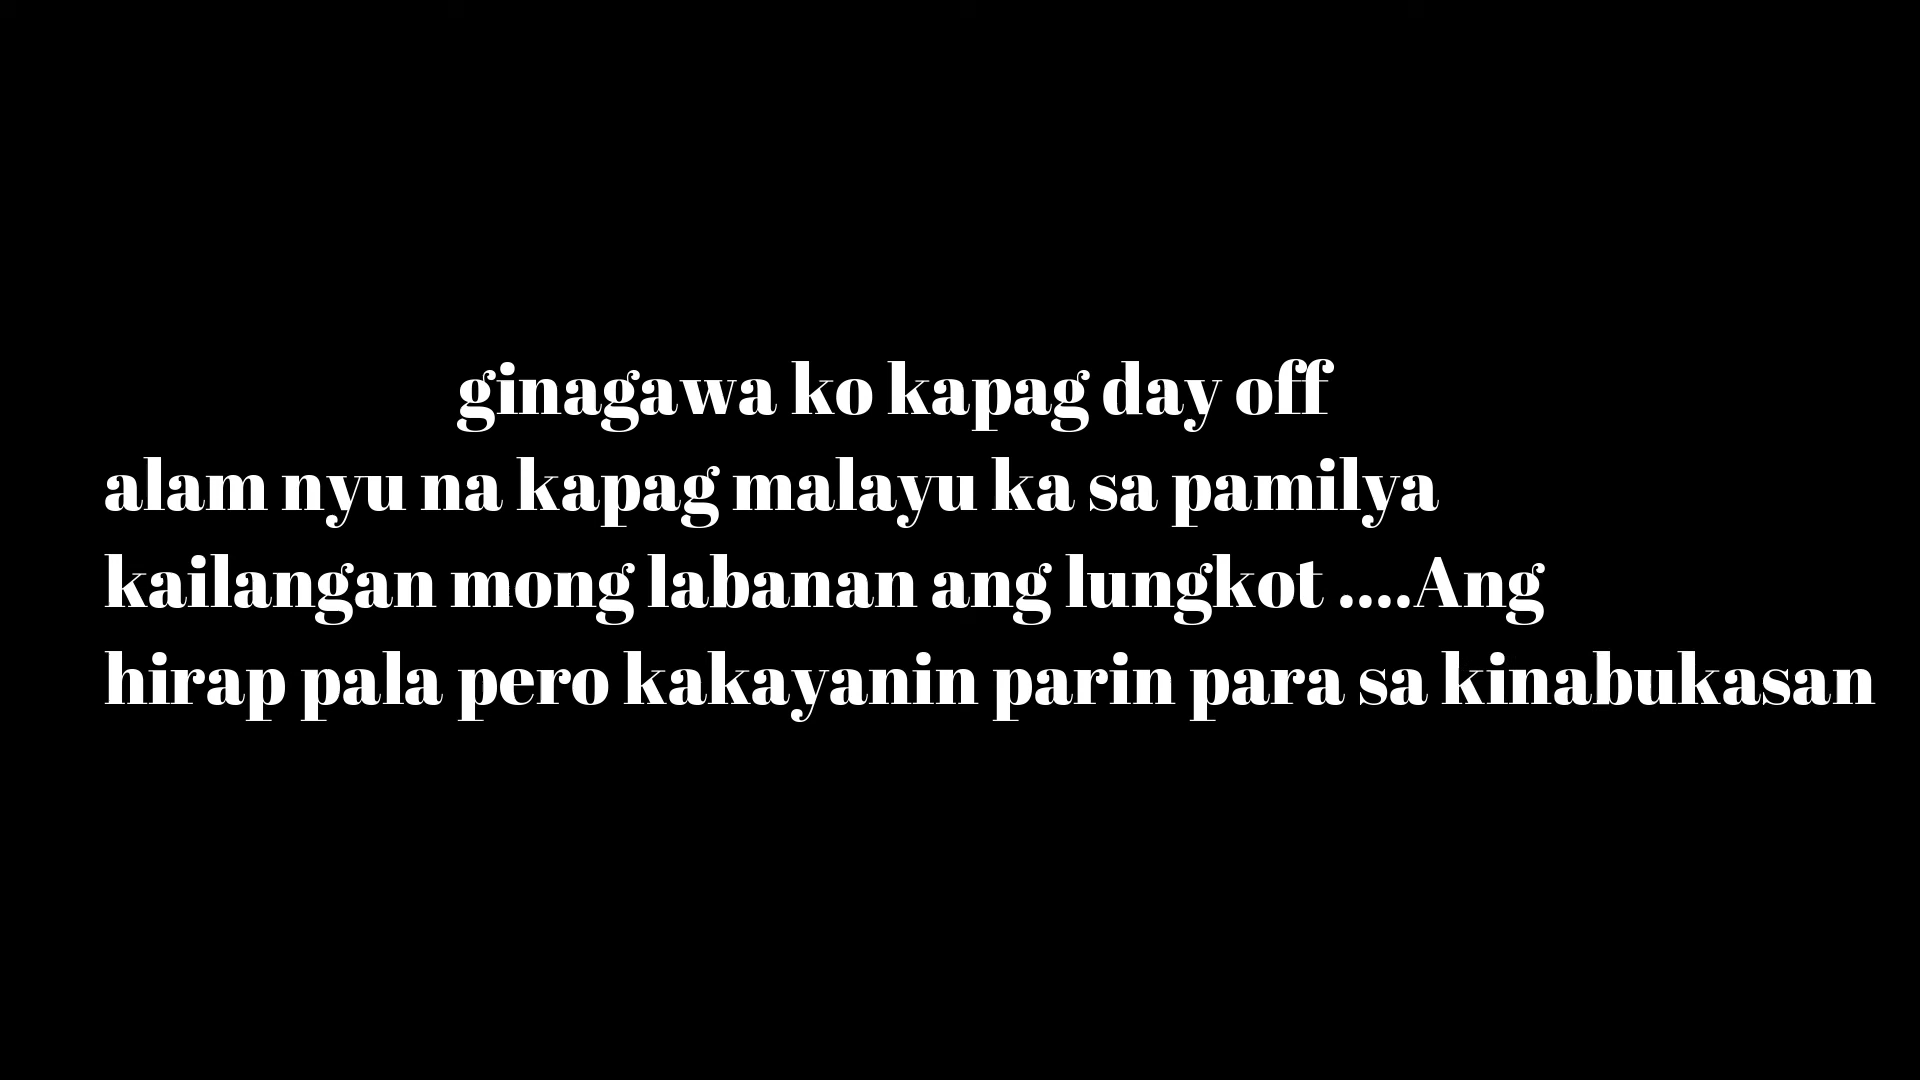 ginagawa ko kapag day off
alam nyu na kapag malayu ka sa pamilya
kailangan mong labanan ang lungkot ....Ang
hirap pala pero kakayanin parin para sa kinabukasan